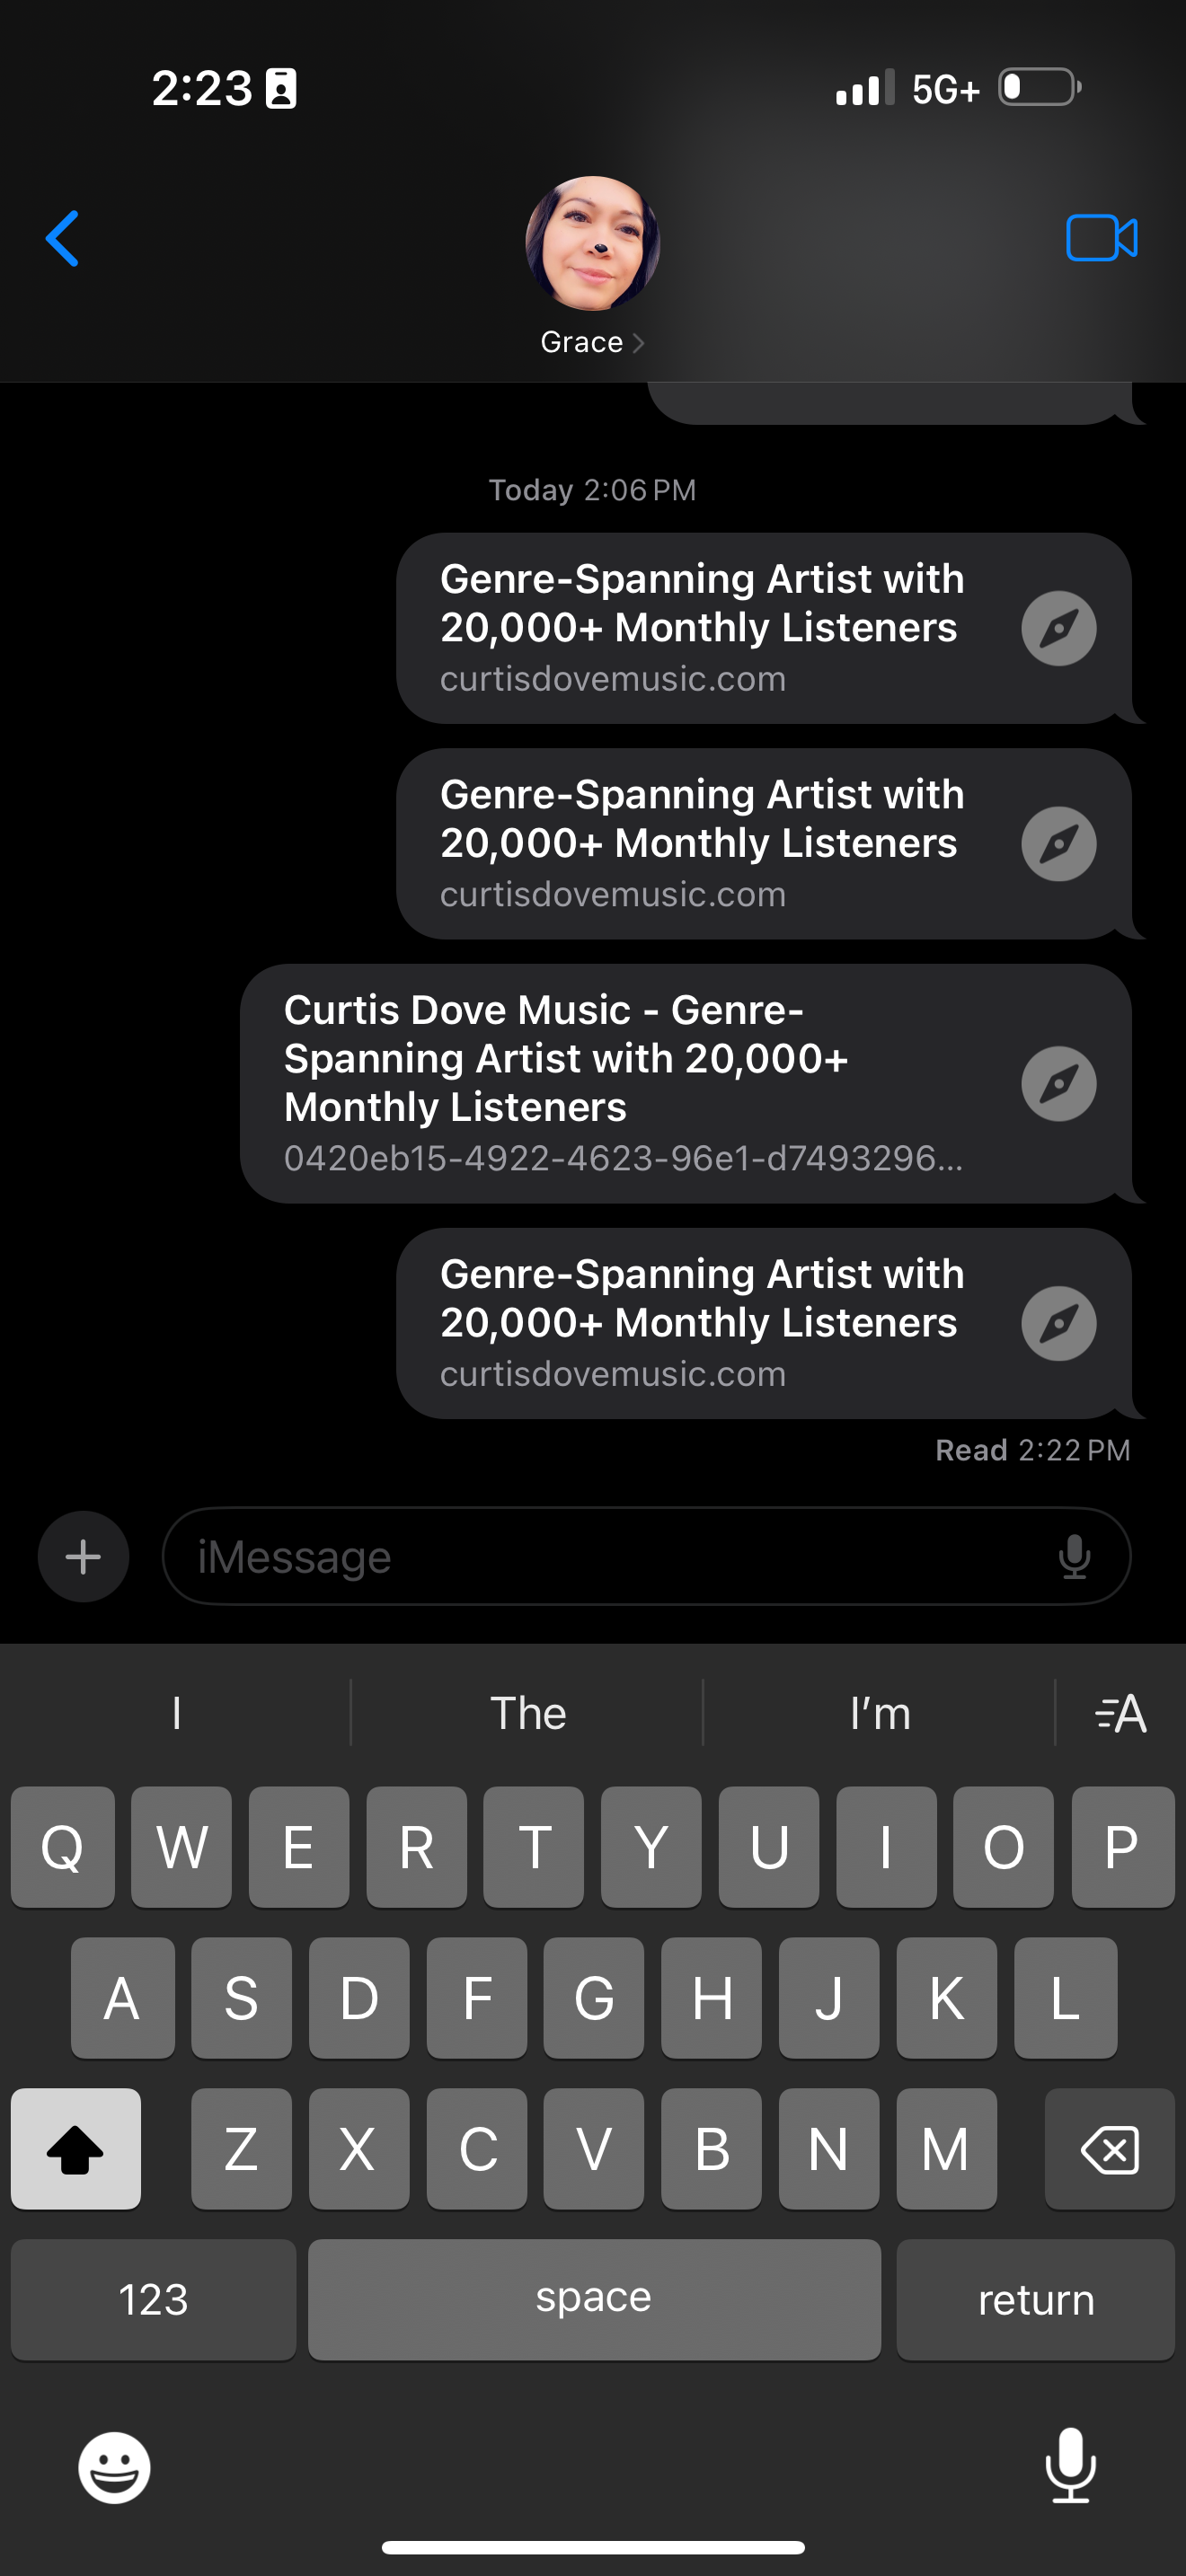 2:23
5G+
Grace
Today 2:06 PM
Genre-Spanning Artist with
20,000+ Monthly Listeners
curtisdovemusic.com
Genre-Spanning Artist with
20,000+ Monthly Listeners
curtisdovemusic.com
Curtis Dove Music - Genre-
Spanning Artist with 20,000+
Monthly Listeners
0420eb15-4922-4623-96e1-d7493296...
Genre-Spanning Artist with
20,000+ Monthly Listeners
curtisdovemusic.com
Read 2:22 PM
iMessage
I The I'm
Q W E R T Y U I O P
A S D F G H J K L
Z X C V B N M
123 space return